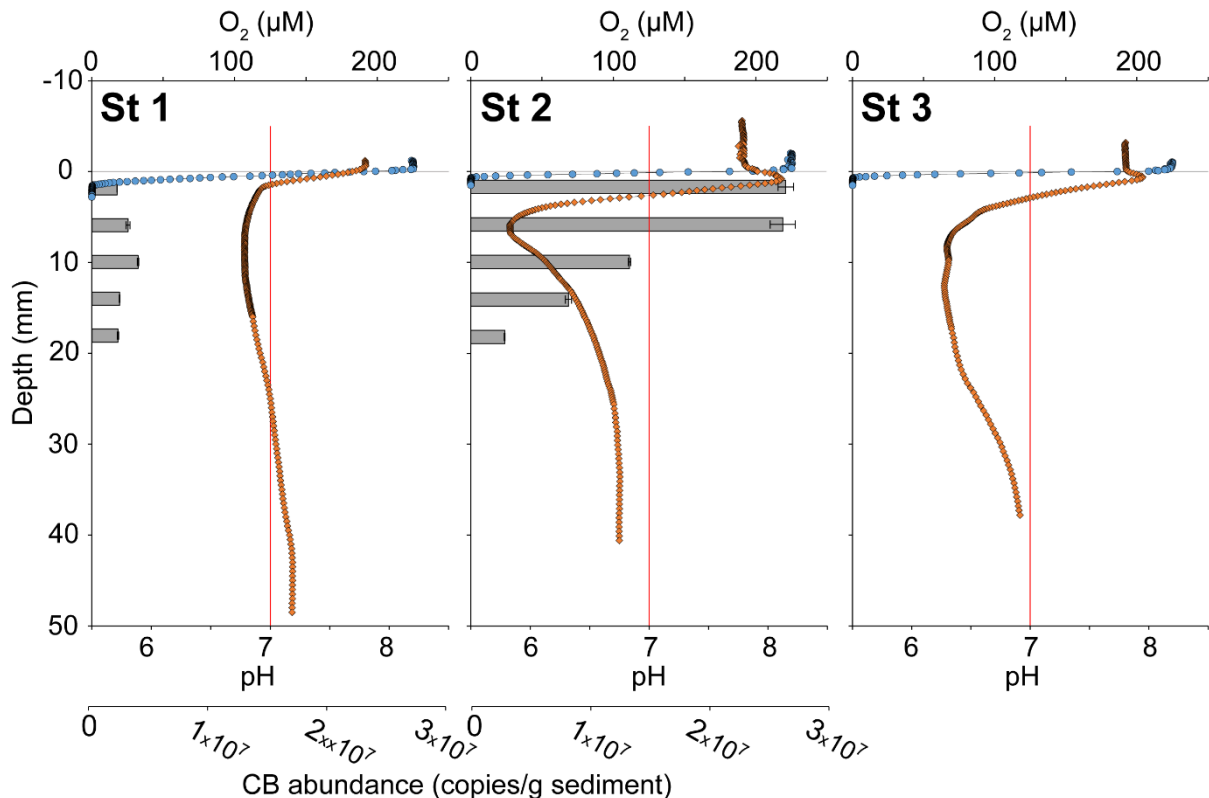 O₂ (µM) O₂ (µM) O₂ (µM)
0 100 200 0 100 200 0 100 200
-10
St 1 St 2 St 3
0
10
20
30
40
50
Depth (mm)
6 7 8 6 7 8 6 7 8
pH pH pH
0 1x10⁷ 2xx10⁷ 3x10⁷ 0 1x10⁷ 2x10⁷ 3x10⁷
CB abundance (copies/g sediment)